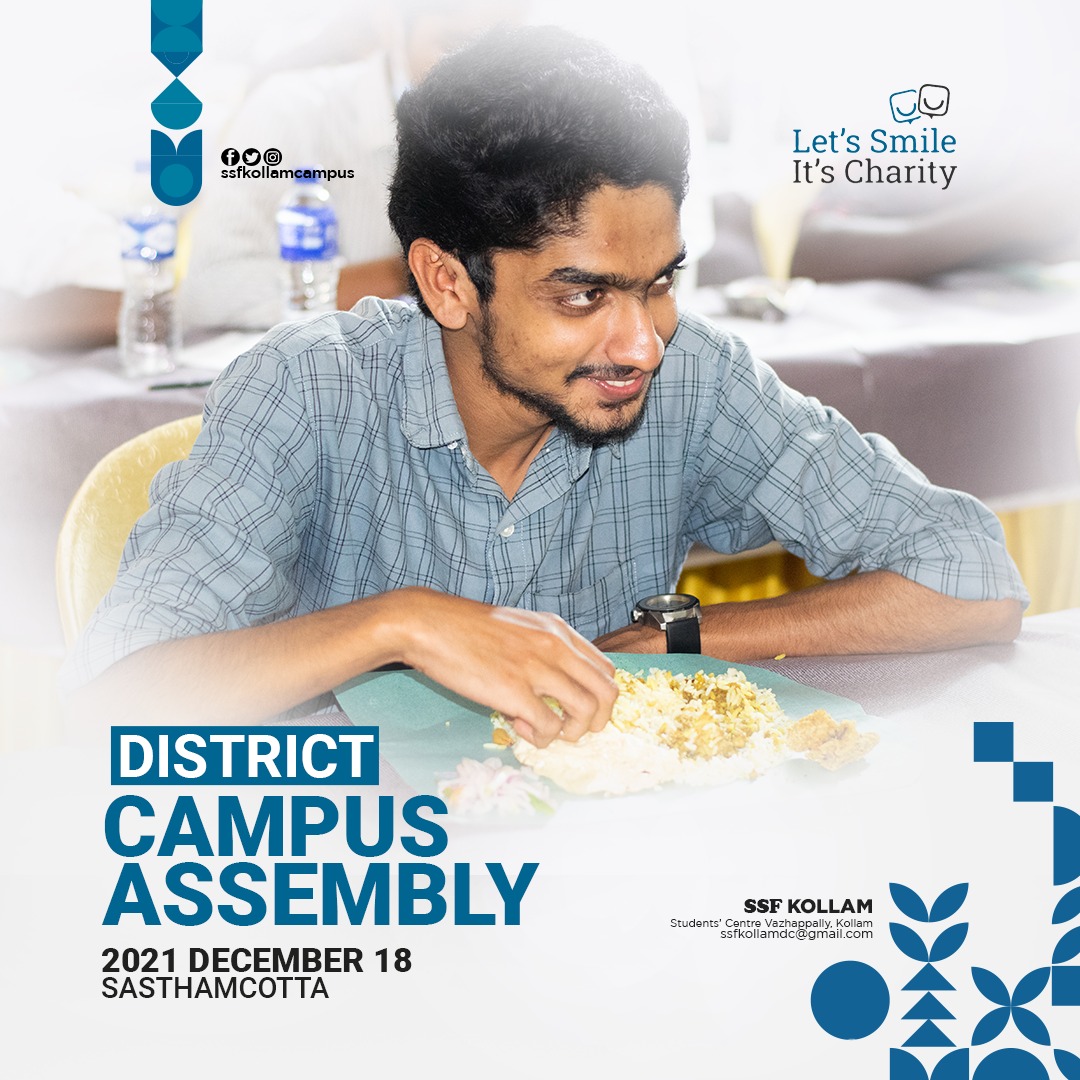 ssfkollamcampus
Let's Smile
It's Charity
DISTRICT
CAMPUS
ASSEMBLY
2021 DECEMBER 18
SASTHAMCOTTA
SSF KOLLAM
Students' Centre Vazhappally, Kollam
ssfkollamdc@gmail.com